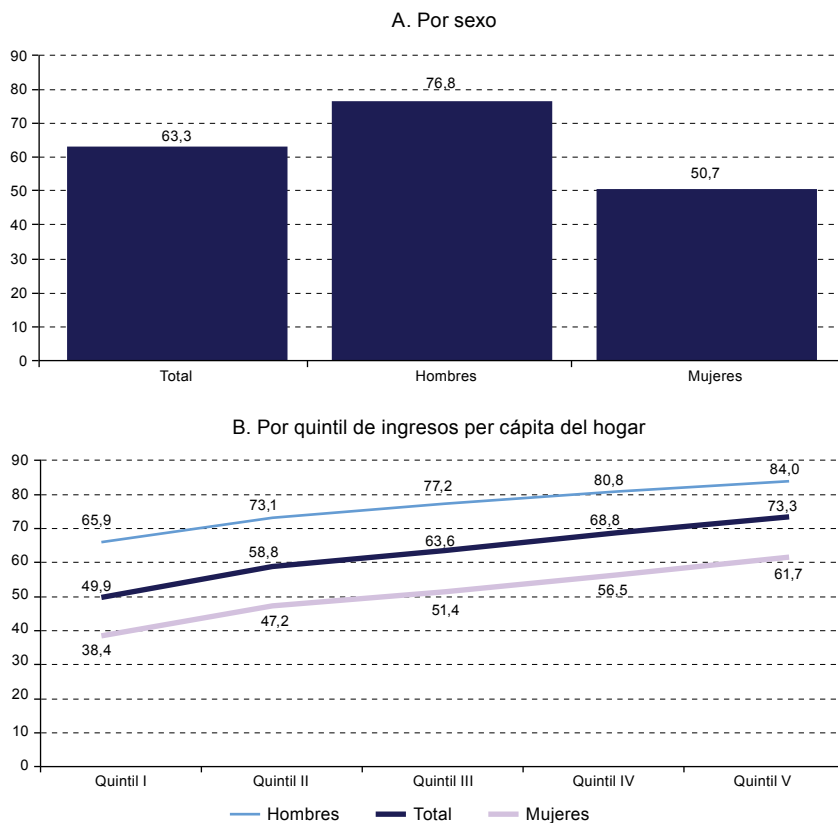 A. Por sexo
90
80
70
60
50
40
30
20
10
0
63,3
76,8
50,7
Total
Hombres
Mujeres
B. Por quintil de ingresos per cápita del hogar
90
80
70
60
50
40
30
20
10
0
65,9
73,1
77,2
80,8
84,0
49,9
58,8
63,6
68,8
73,3
38,4
47,2
51,4
56,5
61,7
Quintil I
Quintil II
Quintil III
Quintil IV
Quintil V
Hombres
Total
Mujeres